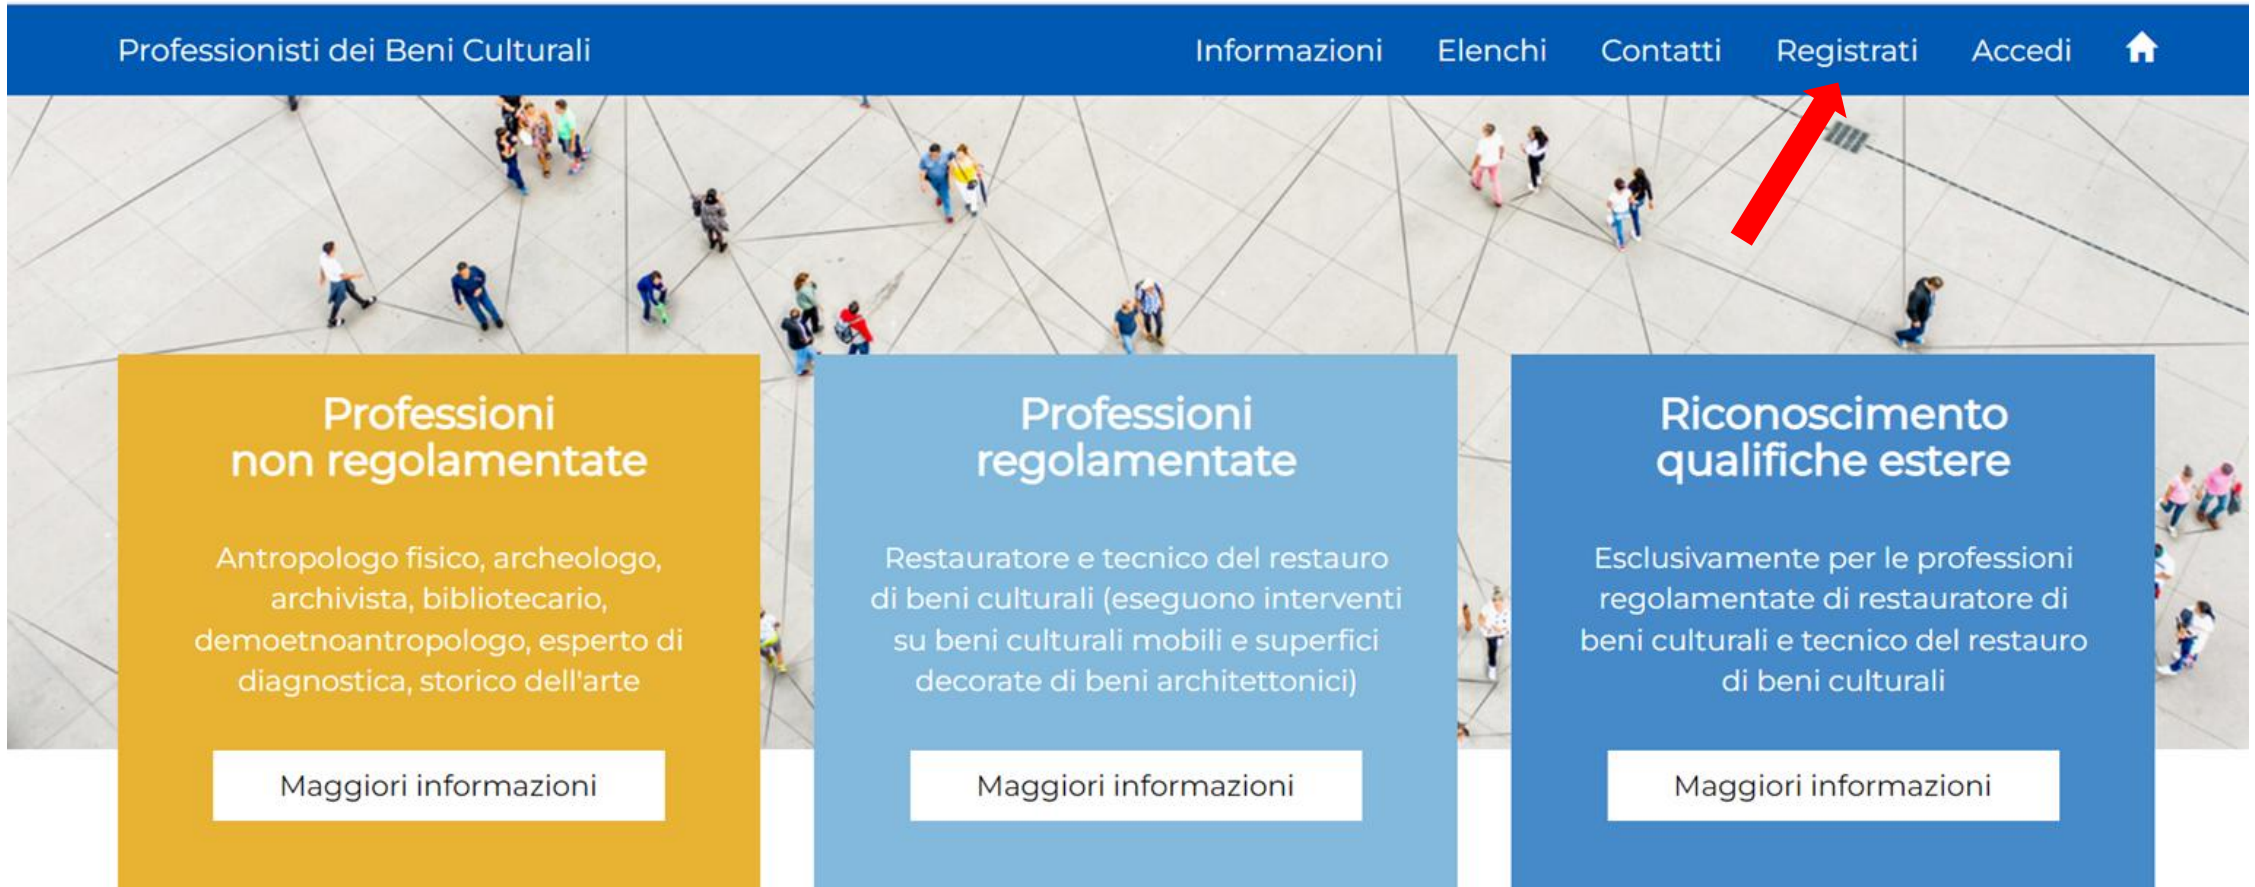 Professionisti dei Beni Culturali
Informazioni Elenchi Contatti Registrati Accedi
Professioni
non regolamentate
Antropologo fisico, archeologo,
archivista, bibliotecario,
demoetnoantropologo, esperto di
diagnostica, storico dell'arte
Maggiori informazioni
Professioni
regolamentate
Restauratore e tecnico del restauro
di beni culturali (eseguono interventi
su beni culturali mobili e superfici
decorate di beni architettonici)
Maggiori informazioni
Riconoscimento
qualifiche estere
Esclusivamente per le professioni
regolamentate di restauratore di
beni culturali e tecnico del restauro
di beni culturali
Maggiori informazioni